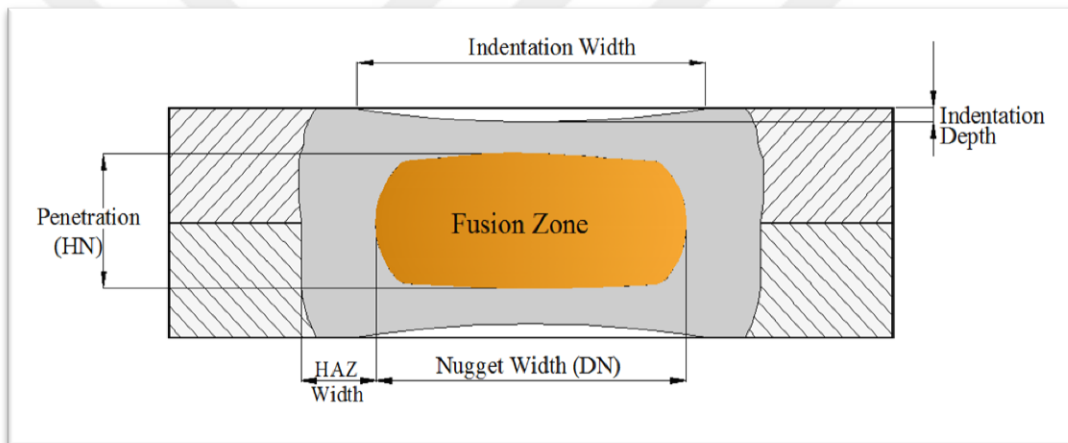 Indentation Width
Indentation
Depth
Penetration
(HN)
Fusion Zone
HAZ
Width
Nugget Width (DN)